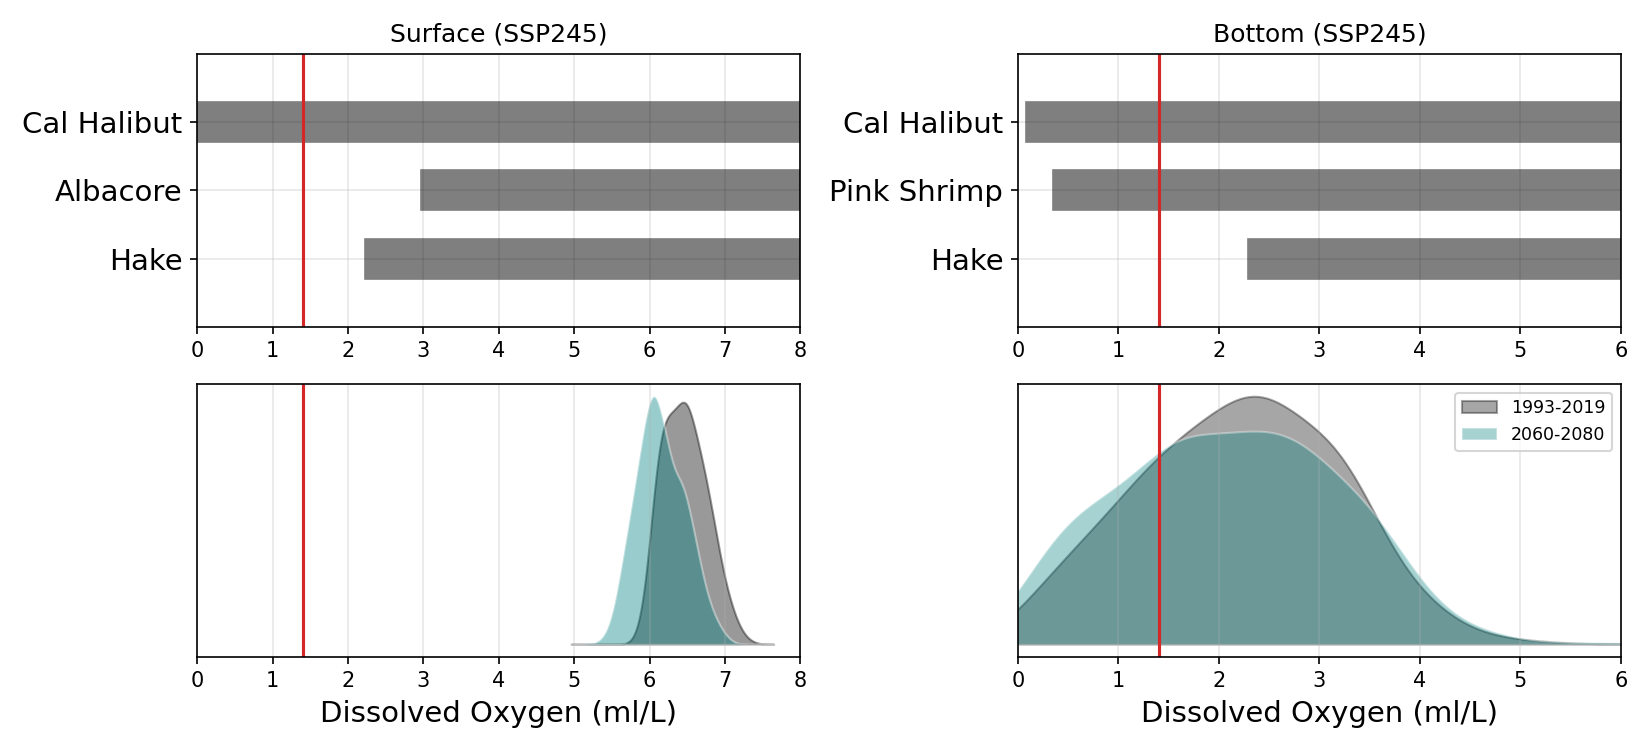 Surface (SSP245)
Cal Halibut
Albacore
Hake
0 1 2 3 4 5 6 7 8
Bottom (SSP245)
Cal Halibut
Pink Shrimp
Hake
0 1 2 3 4 5 6
0 1 2 3 4 5 6 7 8
Dissolved Oxygen (ml/L)
1993-2019
2060-2080
0 1 2 3 4 5 6
Dissolved Oxygen (ml/L)